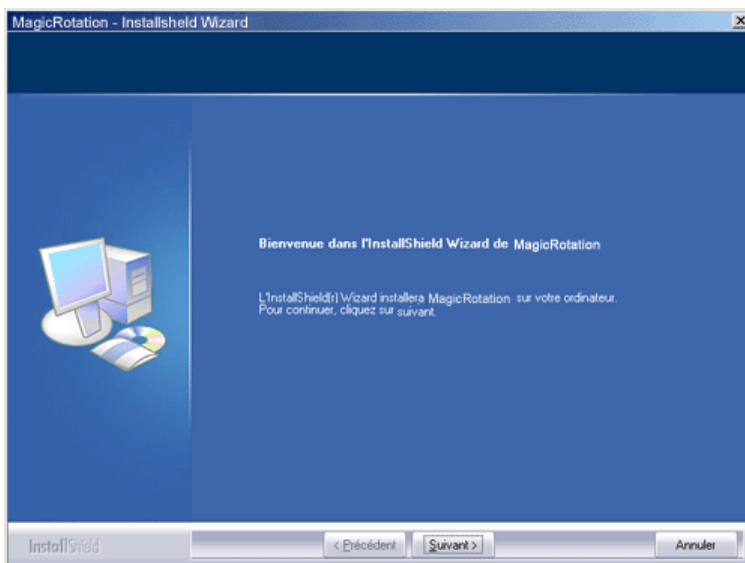 MagicRotation - Installsheld Wizard
Bienvenue dans l'InstallShield Wizard de MagicRotation
L'InstallShield(r) Wizard installera MagicRotation sur votre ordinateur.
Pour continuer, cliquez sur suivant.
InstallShield
< Précédent
Suivant >
Annuler